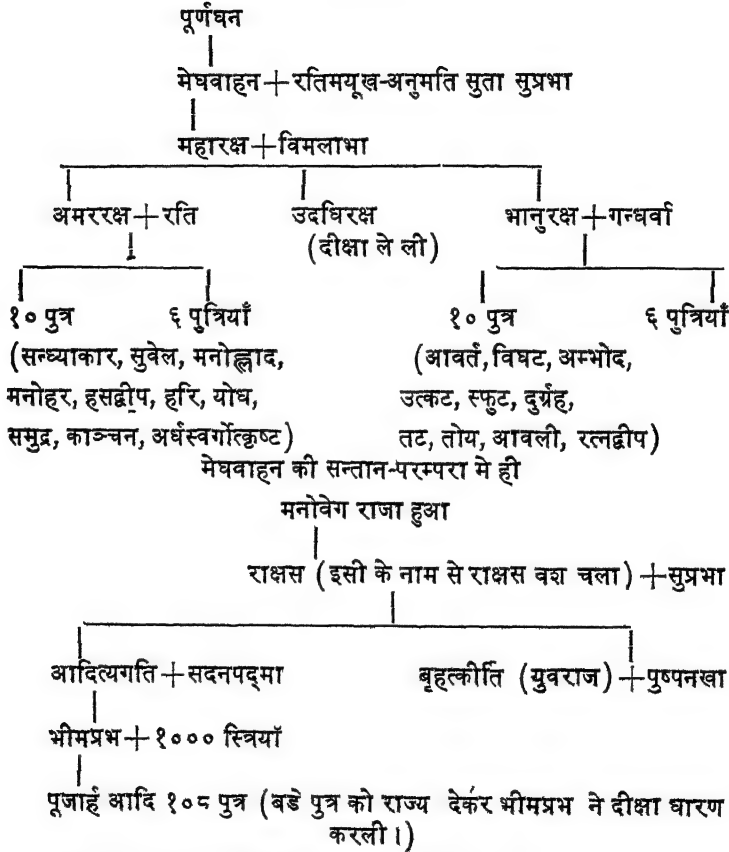 पूर्णघन
मेघवाहन+रतिमयूख-अनुमति सुता सुप्रभा
महारक्ष+विमलाभा
अमररक्ष+रति उदधिरक्ष भानुरक्ष+गन्धर्वा
(दीक्षा ले ली)
१० पुत्र ६ पुत्रियाँ १० पुत्र ६ पुत्रियाँ
(सन्ध्याकार, सुवेल, मनोह्लाद, (आवर्त, विघट, अम्भोद,
मनोहर, हसद्वीप, हरि, योध, उत्कट, स्फुट, दुर्ग्रह,
समुद्र, काञ्चन, अर्धस्वर्गोत्कृष्ट) तट, तोय, आवली, रत्नद्वीप)
मेघवाहन की सन्तान-परम्परा मे ही
मनोवेग राजा हुआ
राक्षस (इसी के नाम से राक्षस वश चला)+सुप्रभा
आदित्यगति+सदनपद्मा बृहत्कीर्ति (युवराज)+पुष्पनखा
भीमप्रभ+१००० स्त्रियाँ
पूजार्ह आदि १०८ पुत्र (बडे पुत्र को राज्य देकर भीमप्रभ ने दीक्षा धारण
करली।)